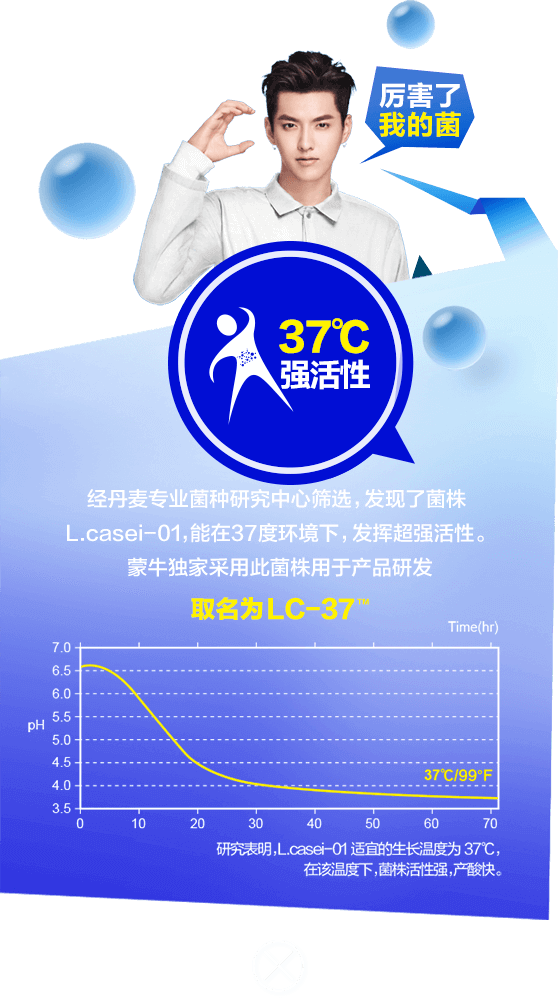 厉害了
我的菌
37℃
强活性
经丹麦专业菌种研究中心筛选，发现了菌株
L.casei-01，能在37度环境下，发挥超强活性。
蒙牛独家采用此菌株用于产品研发
取名为LC-37™
Time(hr)
7.0
6.5
6.0
5.5
pH
5.0
4.5
4.0
37℃/99°F
3.5
0 10 20 30 40 50 60 70
研究表明，L.casei-01 适宜的生长温度为 37℃，
在该温度下，菌株活性强，产酸快。